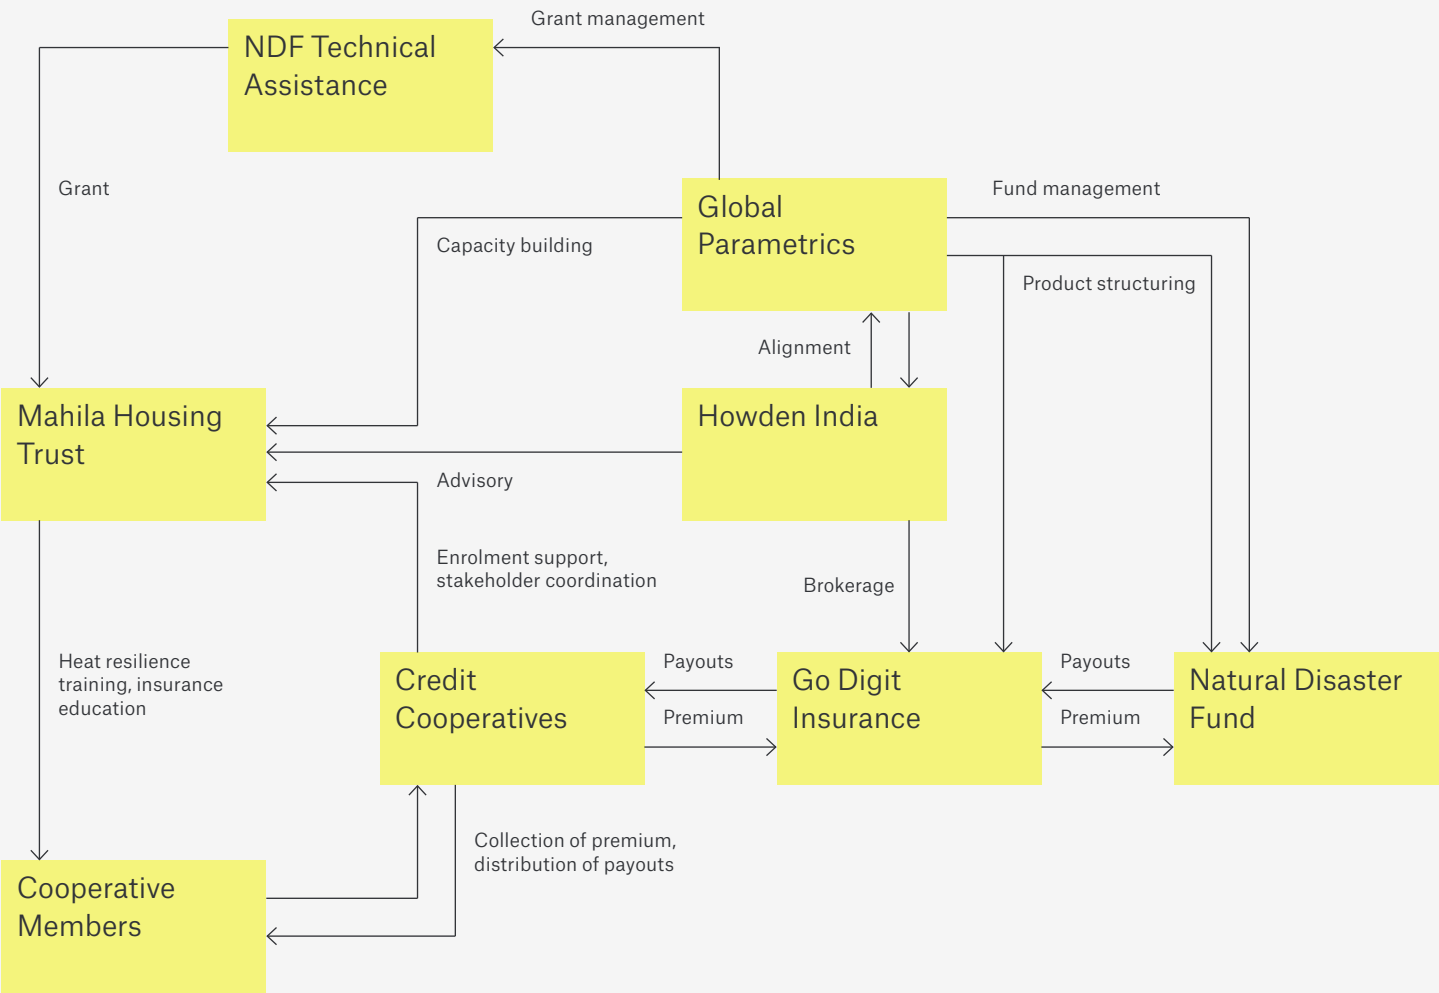 Grant management
NDF Technical
Assistance
Grant
Global
Parametrics
Fund management
Capacity building
Product structuring
Alignment
Mahila Housing
Trust
Howden India
Advisory
Enrolment support,
stakeholder coordination
Brokerage
Heat resilience
training, insurance
education
Credit
Cooperatives
Payouts
Premium
Go Digit
Insurance
Payouts
Premium
Natural Disaster
Fund
Collection of premium,
distribution of payouts
Cooperative
Members